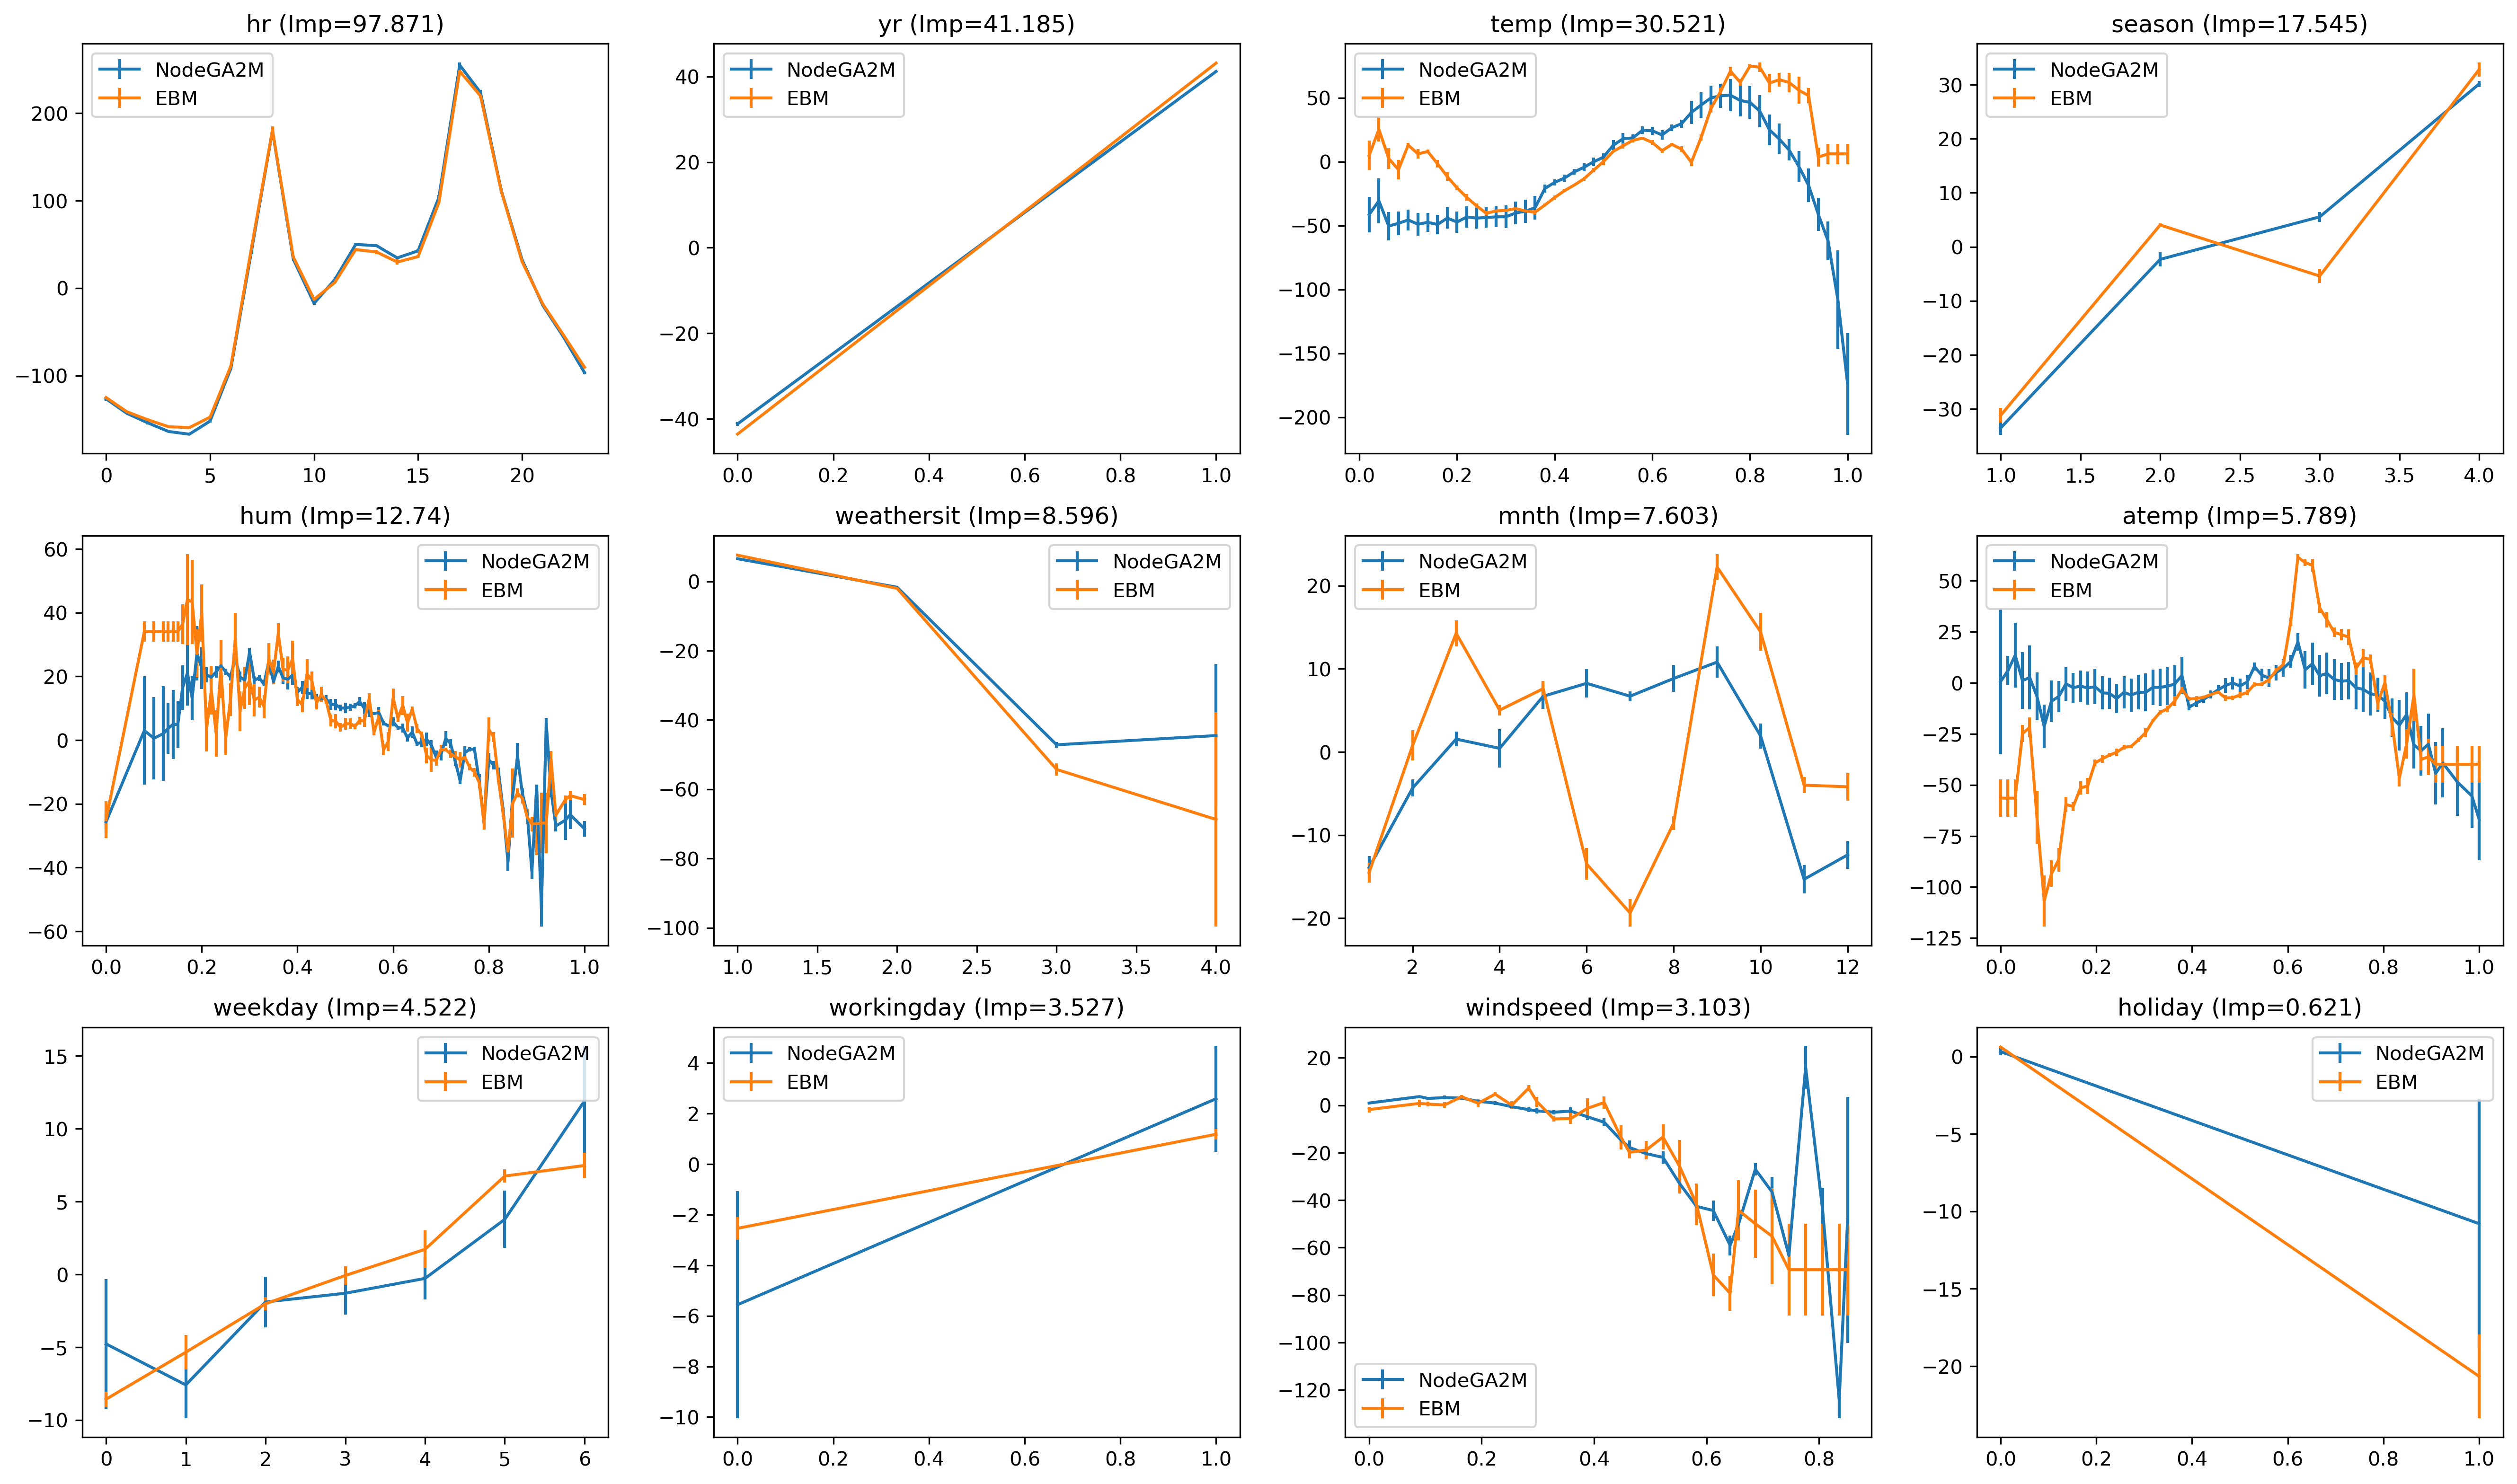 hr (Imp=97.871)
NodeGA2M
EBM
200
100
0
−100
0 5 10 15 20
yr (Imp=41.185)
NodeGA2M
EBM
40
20
0
−20
−40
0.0 0.2 0.4 0.6 0.8 1.0
temp (Imp=30.521)
NodeGA2M
EBM
50
0
−50
−100
−150
−200
0.0 0.2 0.4 0.6 0.8 1.0
season (Imp=17.545)
NodeGA2M
EBM
30
20
10
0
−10
−20
−30
1.0 1.5 2.0 2.5 3.0 3.5 4.0
hum (Imp=12.74)
NodeGA2M
EBM
60
40
20
0
−20
−40
−60
0.0 0.2 0.4 0.6 0.8 1.0
weathersit (Imp=8.596)
NodeGA2M
EBM
0
−20
−40
−60
−80
−100
1.0 1.5 2.0 2.5 3.0 3.5 4.0
mnth (Imp=7.603)
NodeGA2M
EBM
20
10
0
−10
−20
2 4 6 8 10 12
atemp (Imp=5.789)
NodeGA2M
EBM
50
25
0
−25
−50
−75
−100
−125
0.0 0.2 0.4 0.6 0.8 1.0
weekday (Imp=4.522)
NodeGA2M
EBM
15
10
5
0
−5
−10
0 1 2 3 4 5 6
workingday (Imp=3.527)
NodeGA2M
EBM
4
2
0
−2
−4
−6
−8
−10
0.0 0.2 0.4 0.6 0.8 1.0
windspeed (Imp=3.103)
20
0
−20
−40
−60
−80
−100
−120
NodeGA2M
EBM
0.0 0.2 0.4 0.6 0.8
holiday (Imp=0.621)
NodeGA2M
EBM
0
−5
−10
−15
−20
0.0 0.2 0.4 0.6 0.8 1.0